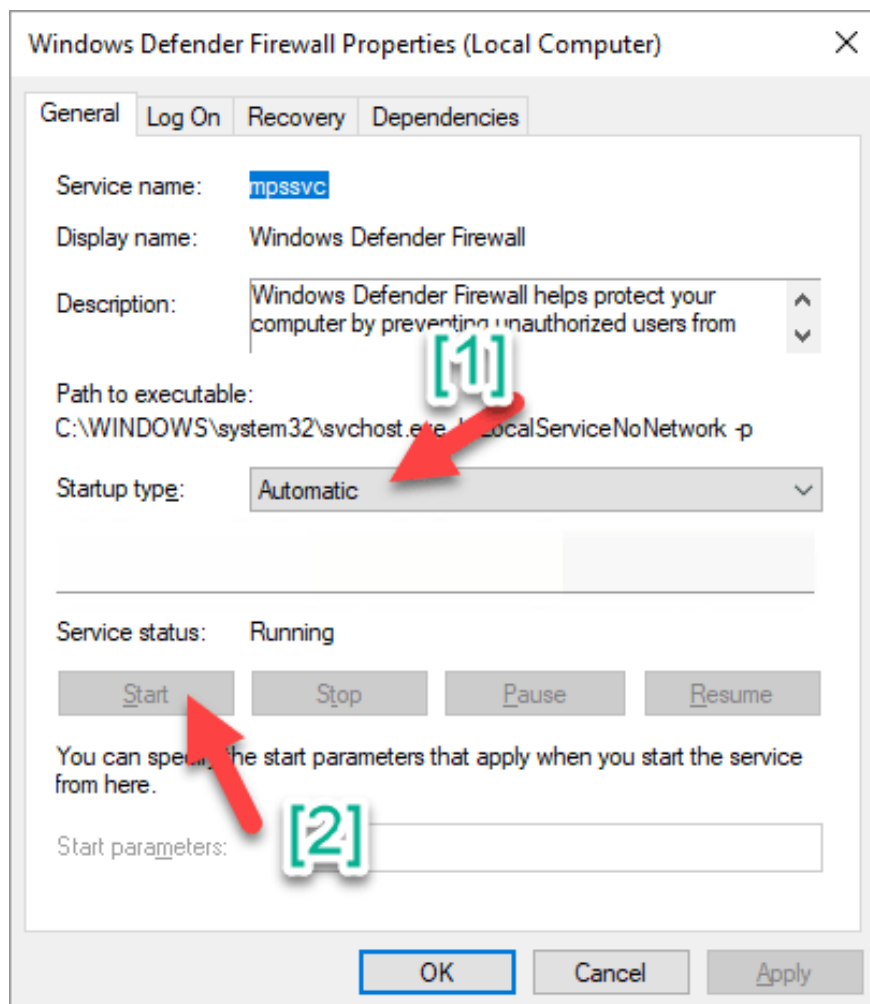 Windows Defender Firewall Properties (Local Computer)
General Log On Recovery Dependencies
Service name: mpssvc
Display name: Windows Defender Firewall
Description: Windows Defender Firewall helps protect your
computer by preventing unauthorized users from
[1]
Path to executable:
C:\WINDOWS\system32\svchost.exe LocalServiceNoNetwork -p
Startup type: Automatic
Service status: Running
Start Stop Pause Resume
You can specify the start parameters that apply when you start the service
from here.
[2]
Start parameters:
OK Cancel Apply